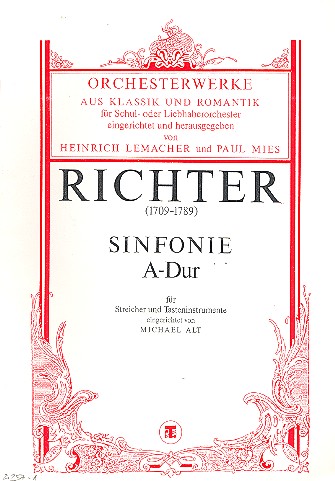 ORCHESTERWERKE
AUS KLASSIK UND ROMANTIK
für Schul- oder Liebhaberorchester
eingerichtet und herausgegeben
von
HEINRICH LEMACHER und PAUL MIES
RICHTER
(1709-1789)
SINFONIE
A-Dur
für
Streicher und Tasteninstrumente
eingerichtet von
MICHAEL ALT